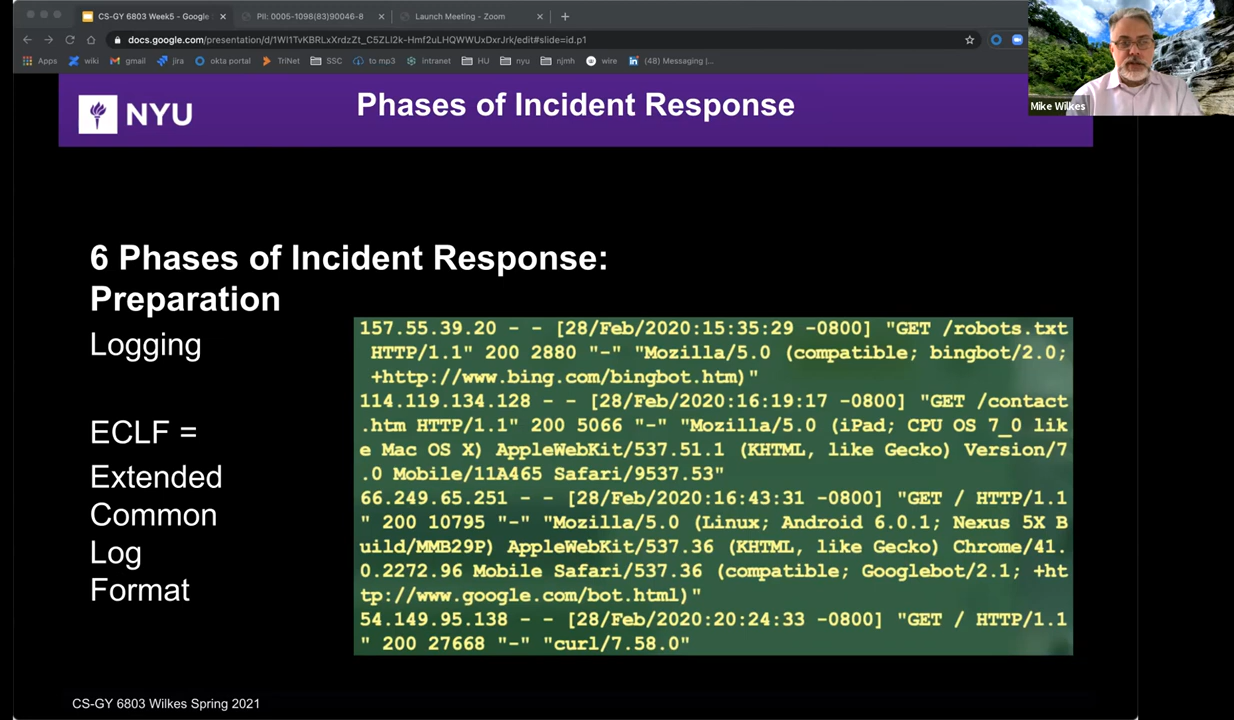 CS-GY 6803 Week5 - Google
PII: 0005-1098(83)90046-8
Launch Meeting - Zoom
docs.google.com/presentation/d/1WI1TvKBRLxXrdzZt_C5ZLI2k-Hmf2uLHQWWUxDxrJrk/edit#slide=id.p1
Apps wiki gmail jira okta portal TriNet SSC to mp3 intranet HU nyu njmh wire (48) Messaging |...
Mike Wilkes
NYU
Phases of Incident Response
6 Phases of Incident Response:
Preparation
Logging
ECLF =
Extended
Common
Log
Format
157.55.39.20 - - [28/Feb/2020:15:35:29 -0800] "GET /robots.txt
HTTP/1.1" 200 2880 "-" "Mozilla/5.0 (compatible; bingbot/2.0;
+http://www.bing.com/bingbot.htm)"
114.119.134.128 - - [28/Feb/2020:16:19:17 -0800] "GET /contact
.htm HTTP/1.1" 200 5066 "-" "Mozilla/5.0 (iPad; CPU OS 7_0 lik
e Mac OS X) AppleWebKit/537.51.1 (KHTML, like Gecko) Version/7
.0 Mobile/11A465 Safari/9537.53"
66.249.65.251 - - [28/Feb/2020:16:43:31 -0800] "GET / HTTP/1.1
" 200 10795 "-" "Mozilla/5.0 (Linux; Android 6.0.1; Nexus 5X B
uild/MMB29P) AppleWebKit/537.36 (KHTML, like Gecko) Chrome/41.
0.2272.96 Mobile Safari/537.36 (compatible; Googlebot/2.1; +ht
tp://www.google.com/bot.html)"
54.149.95.138 - - [28/Feb/2020:20:24:33 -0800] "GET / HTTP/1.1
" 200 27668 "-" "curl/7.58.0"
CS-GY 6803 Wilkes Spring 2021